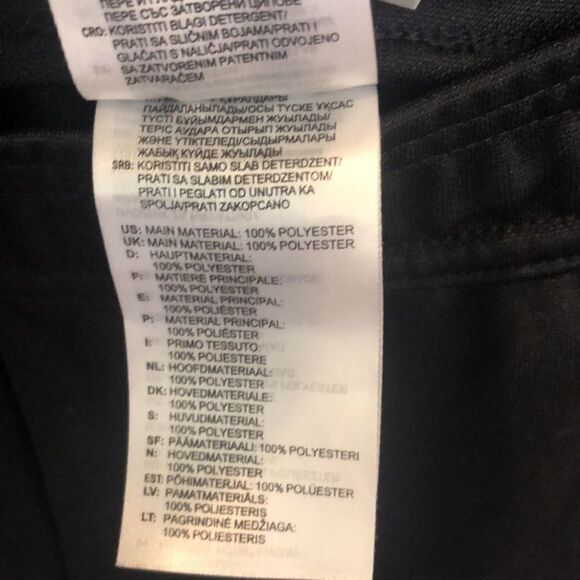 ПЕРЕ СЪС ЗАТВОРЕНИ ЦИПОВЕ
CRO: KORISTITI BLAGI DETERGENT/
PRATI SA SLIČNIM BOJAMA/PRATI I
GLAČATI S NALIČJA/PRATI ODVOJENO
SA ZATVORENIM PATENTNIM
ZATVARAČEM
ПАЙДАЛАНЫЛАДЫ/ОСЫ ТҮСКЕ ҰҚСАС
ТҮСТІ БҰЙЫМДАРМЕН ЖУЫЛАДЫ/
ТЕРІС АУДАРА ОТЫРЫП ЖУЫЛАДЫ
ЖӘНЕ ҮТІКТЕЛЕДІ/СЫДЫРМАЛАРЫ
ЖАБЫҚ КҮЙДЕ ЖУЫЛАДЫ
SRB: KORISTITI SAMO SLAB DETERDZENT/
PRATI SA SLABIM DETERDZENTOM/
PRATI I PEGLATI OD UNUTRA KA
SPOLJA/PRATI ZAKOPCANO
US: MAIN MATERIAL: 100% POLYESTER
UK: MAIN MATERIAL: 100% POLYESTER
D: HAUPTMATERIAL:
100% POLYESTER
F: MATIERE PRINCIPALE:
100% POLYESTER
E: MATERIAL PRINCIPAL:
100% POLIÉSTER
P: MATERIAL PRINCIPAL:
100% POLIÉSTER
I: PRIMO TESSUTO:
100% POLIESTERE
NL: HOOFDMATERIAAL:
100% POLYESTER
DK: HOVEDMATERIALE:
100% POLYESTER
S: HUVUDMATERIAL:
100% POLYESTER
SF: PÄÄMATERIAALI: 100% POLYESTERI
N: HOVEDMATERIAL:
100% POLYESTER
EST: PÕHIMATERJAL: 100% POLÜESTER
LV: PAMATMATERIĀLS:
100% POLIESTERIS
LT: PAGRINDINĖ MEDŽIAGA:
100% POLIESTERIS